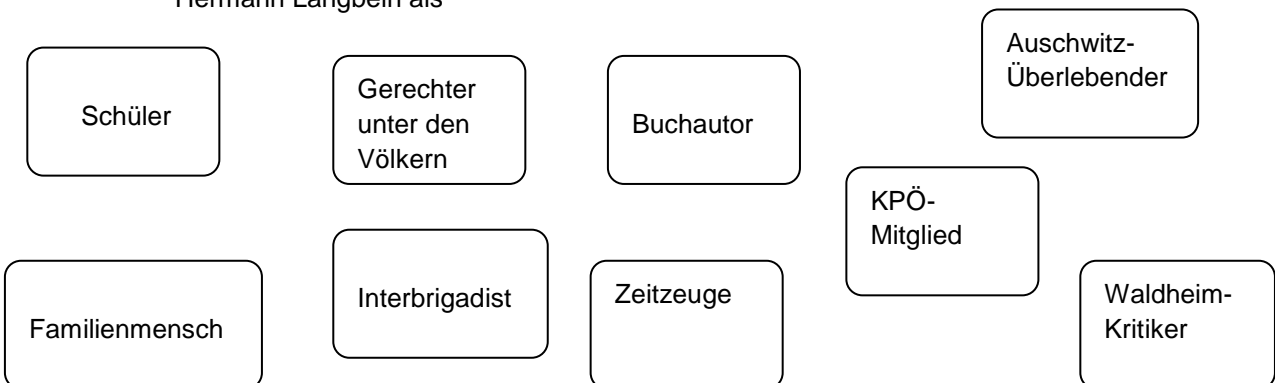 Hermann Langbein als
Schüler
Gerechter
unter den
Völkern
Buchautor
Auschwitz-
Überlebender
KPÖ-
Mitglied
Familienmensch
Interbrigadist
Zeitzeuge
Waldheim-
Kritiker